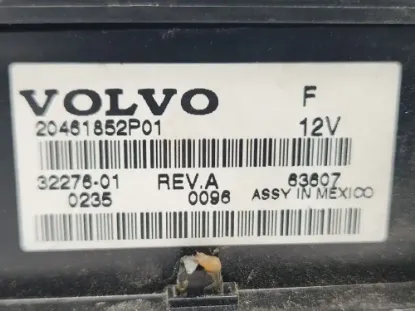 VOLVO F
20461852P01 12V
32276-01 REV.A 63607
0235 0096 ASSY IN MEXICO